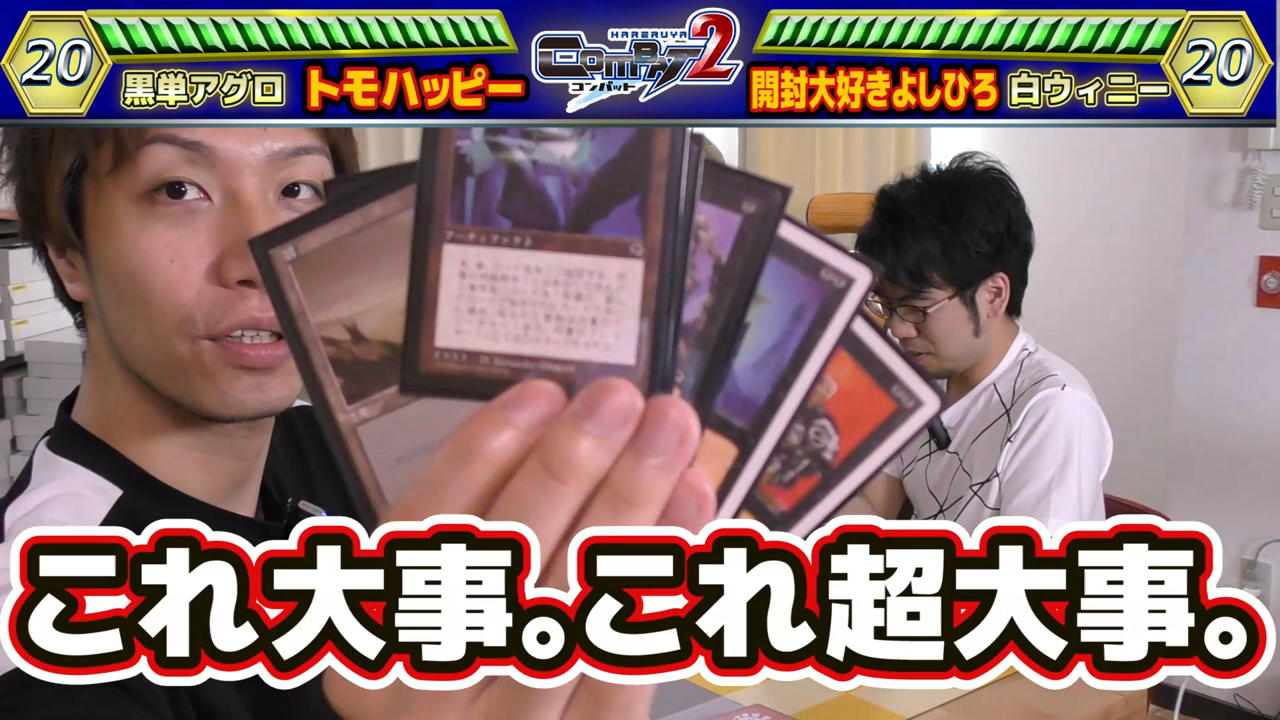 20
黒単アグロ トモハッピー
HARERUYA
COMBAT2
コンバット
開封大好きよしひろ 白ウィニー
20
アーティファクト
これ大事。これ超大事。